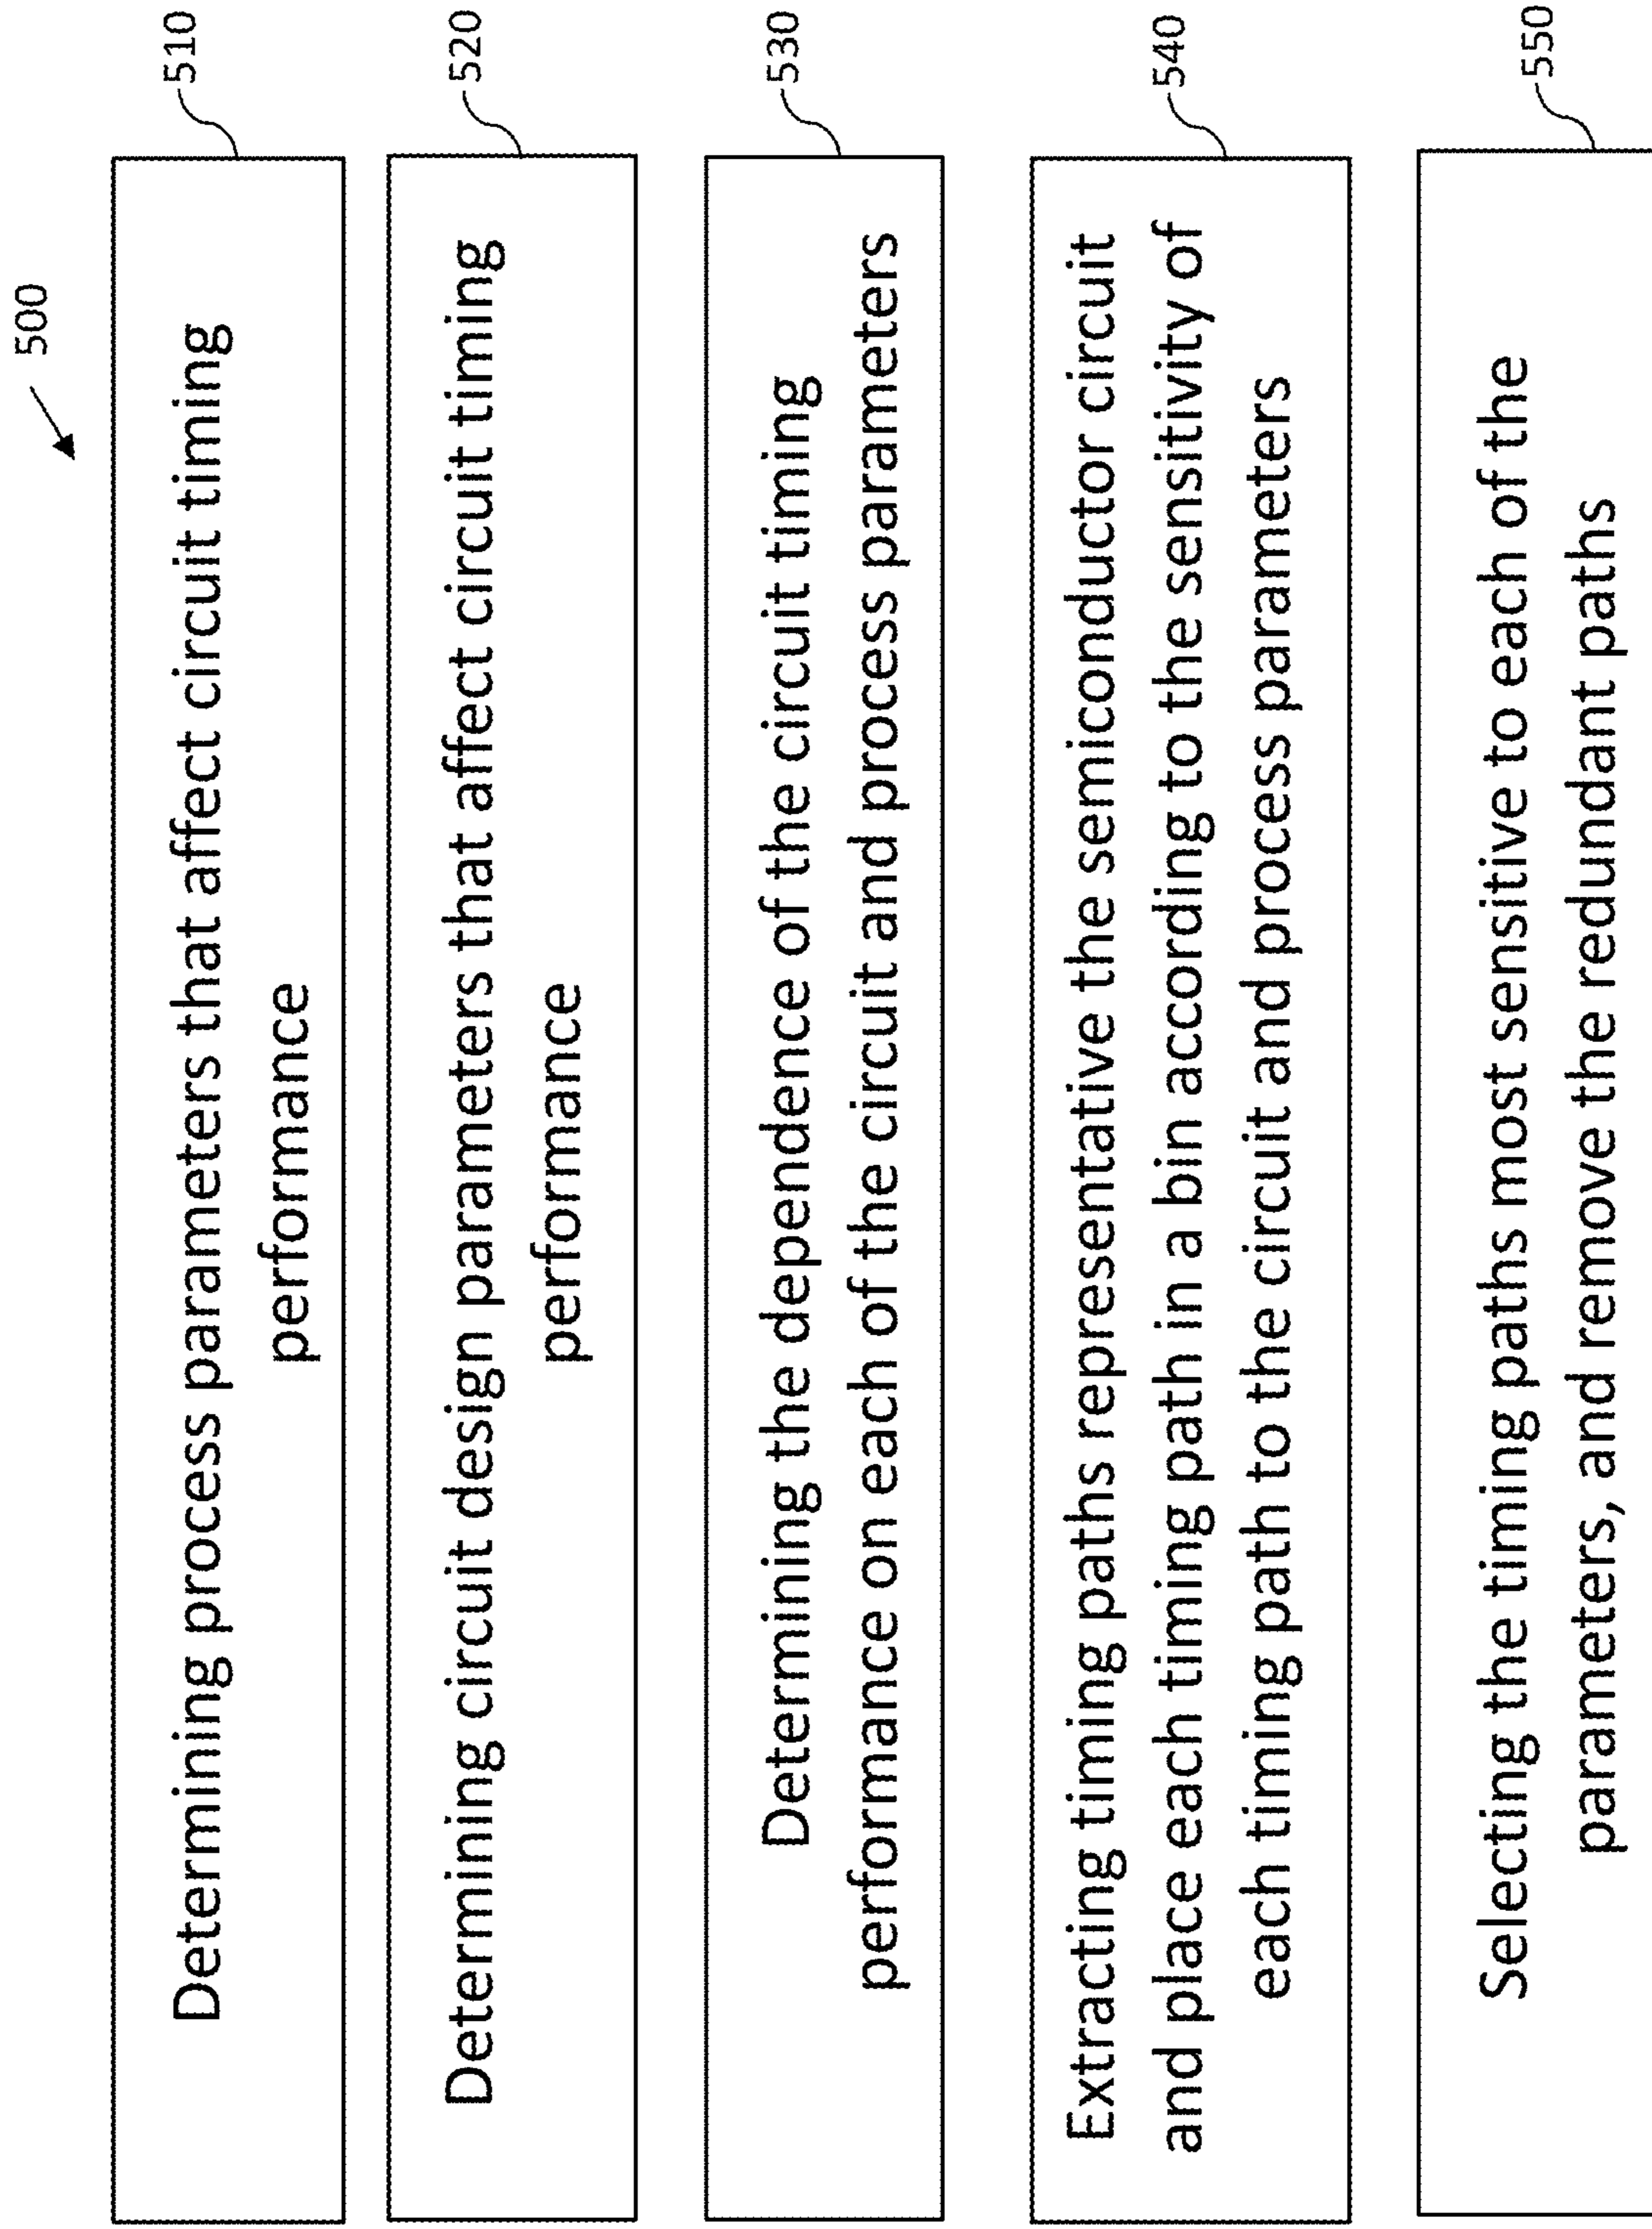 500
Determining process parameters that affect circuit timing
performance
510
Determining circuit design parameters that affect circuit timing
performance
520
Determining the dependence of the circuit timing
performance on each of the circuit and process parameters
530
Extracting timing paths representative the semiconductor circuit
and place each timing path in a bin according to the sensitivity of
each timing path to the circuit and process parameters
540
Selecting the timing paths most sensitive to each of the
parameters, and remove the redundant paths
550